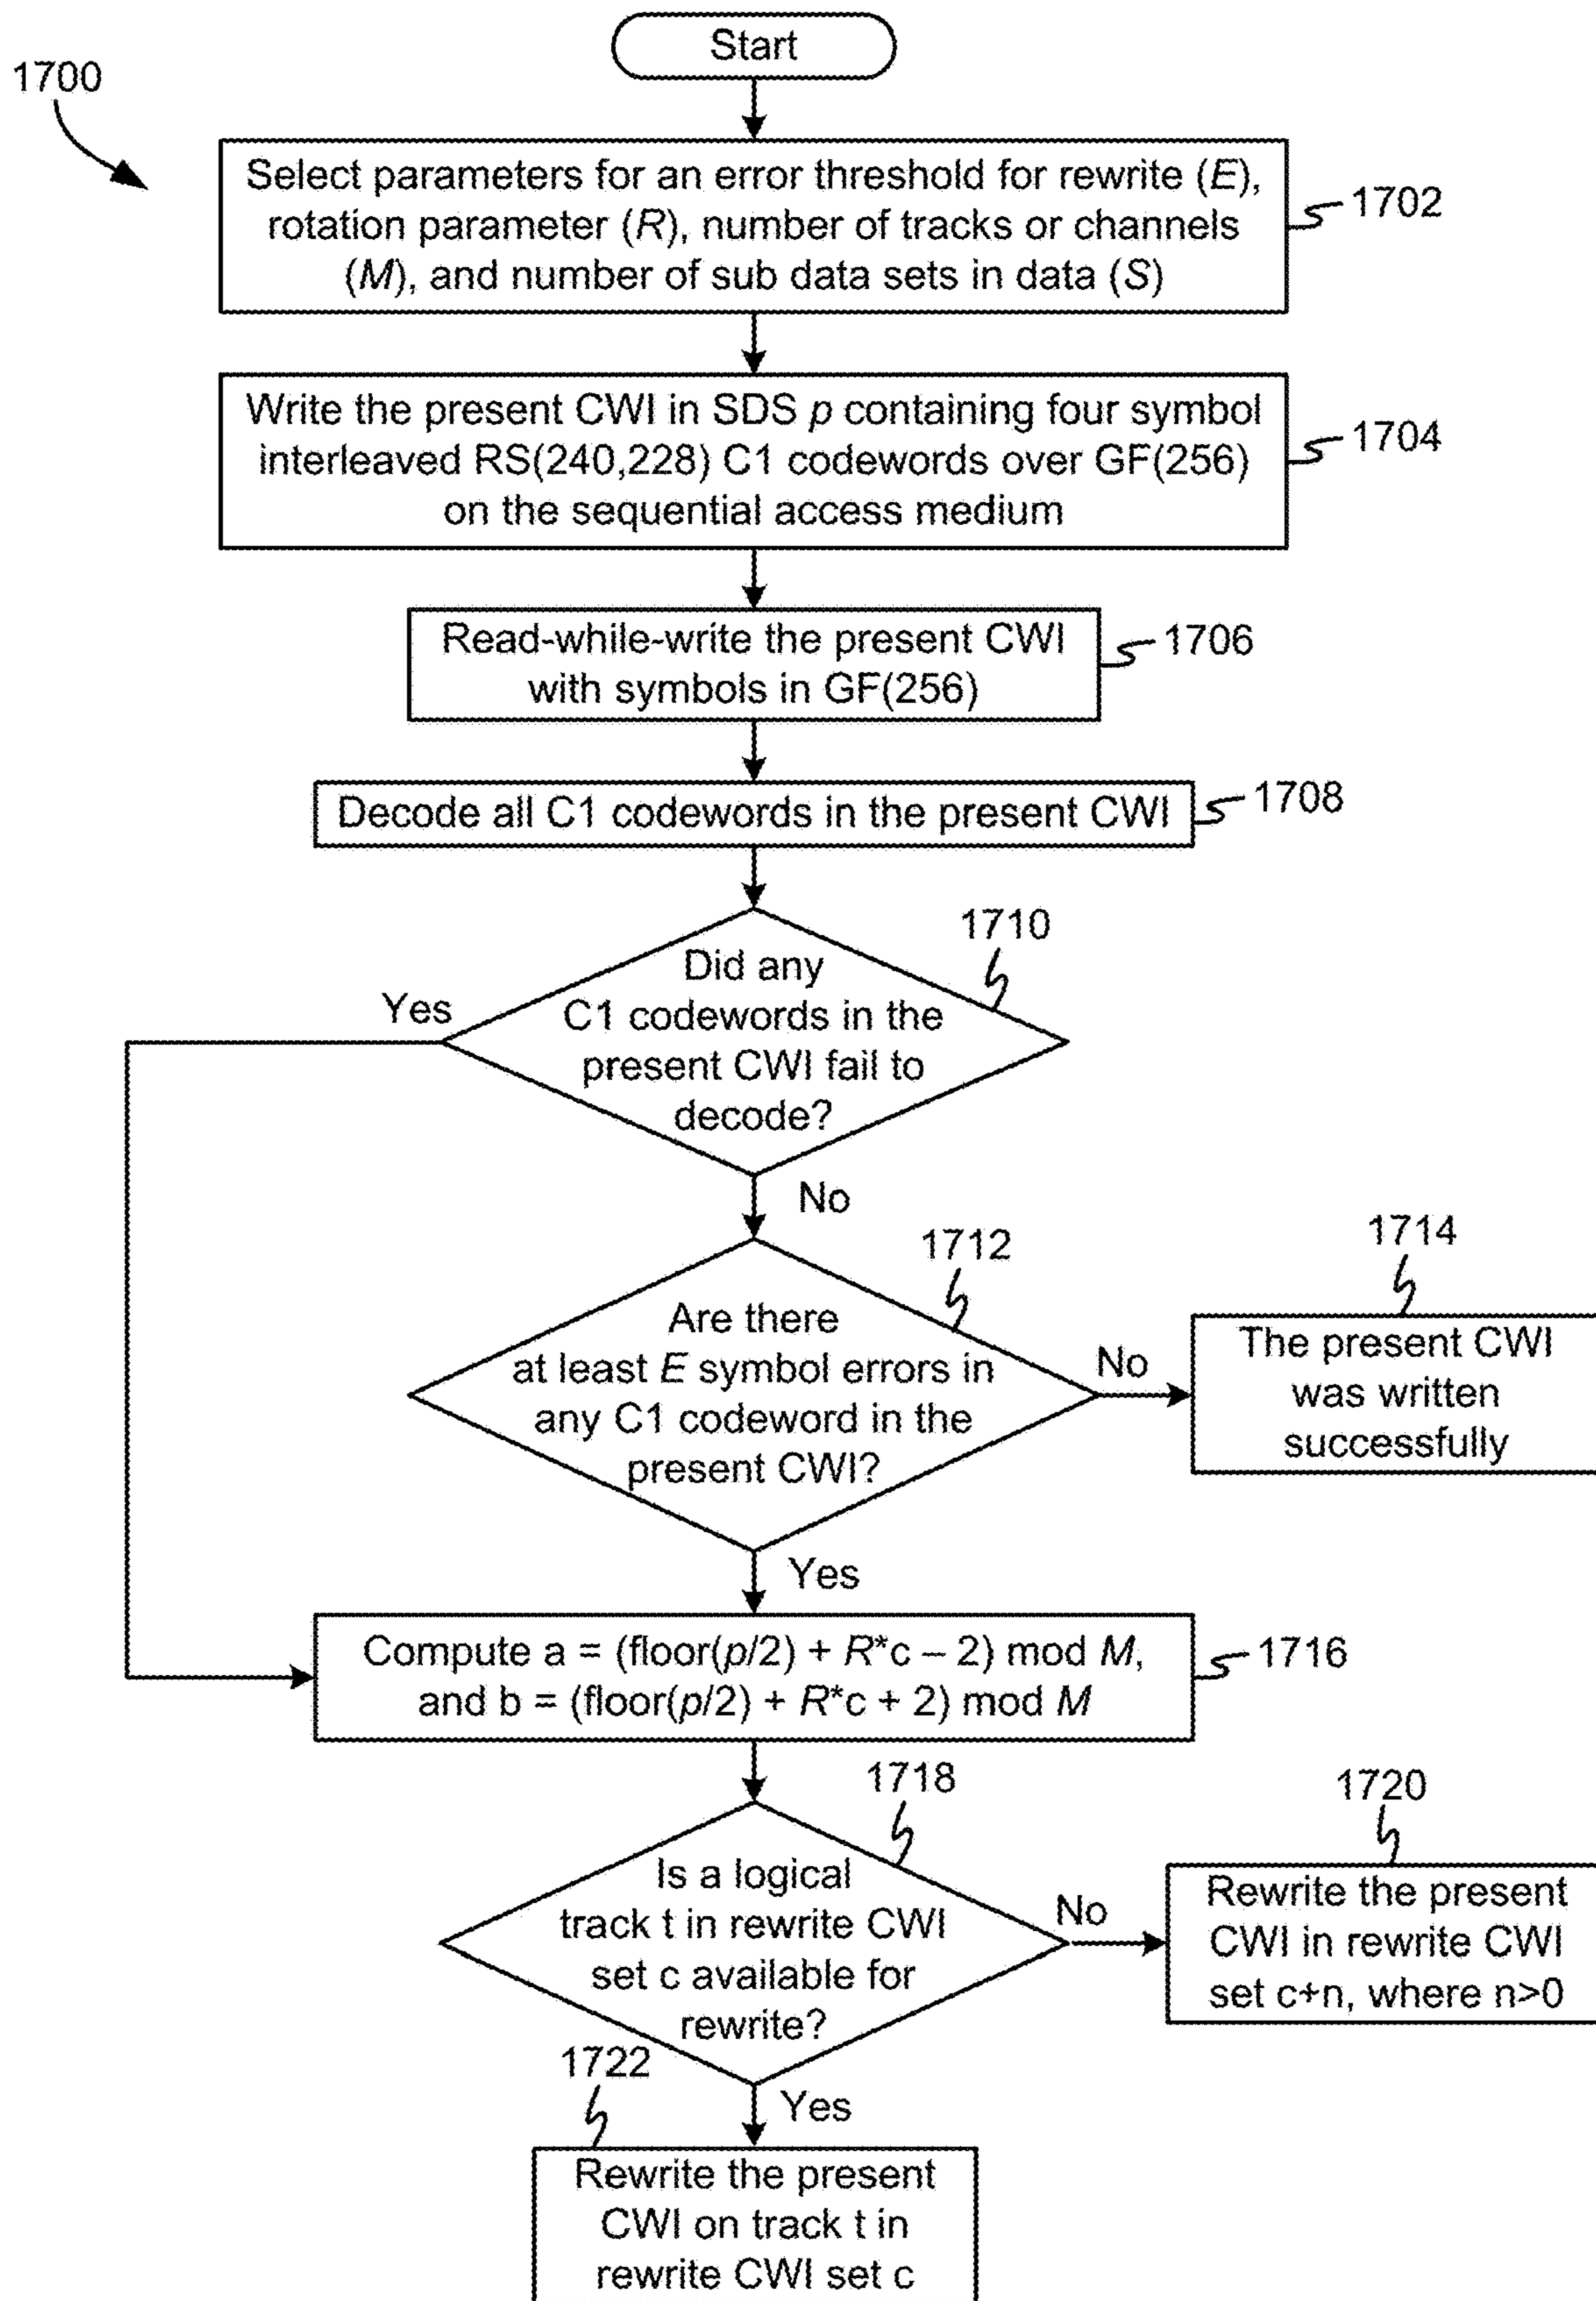 Start
1700
Select parameters for an error threshold for rewrite (E),
rotation parameter (R), number of tracks or channels
(M), and number of sub data sets in data (S)
1702
Write the present CWI in SDS p containing four symbol
interleaved RS(240,228) C1 codewords over GF(256)
on the sequential access medium
1704
Read-while-write the present CWI
with symbols in GF(256)
1706
Decode all C1 codewords in the present CWI
1708
1710
Did any
C1 codewords in the
present CWI fail to
decode?
Yes
No
1712
Are there
at least E symbol errors in
any C1 codeword in the
present CWI?
No
1714
The present CWI
was written
successfully
Yes
Compute a = (floor(p/2) + R*c – 2) mod M,
and b = (floor(p/2) + R*c + 2) mod M
1716
1718
Is a logical
track t in rewrite CWI
set c available for
rewrite?
No
1720
Rewrite the present
CWI in rewrite CWI
set c+n, where n>0
1722
Yes
Rewrite the present
CWI on track t in
rewrite CWI set c